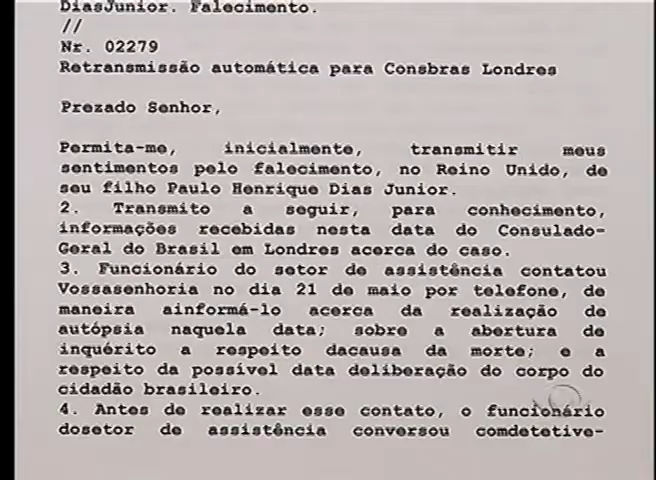 DiasJunior. Falecimento.
//
Nr. 02279
Retransmissão automática para Consbras Londres
Prezado Senhor,
Permita-me, inicialmente, transmitir meus
sentimentos pelo falecimento, no Reino Unido, de
seu filho Paulo Henrique Dias Junior.
2. Transmito a seguir, para conhecimento,
informações recebidas nesta data do Consulado-
Geral do Brasil em Londres acerca do caso.
3. Funcionário do setor de assistência contatou
Vossasenhoria no dia 21 de maio por telefone, de
maneira ainformá-lo acerca da realização de
autópsia naquela data; sobre a abertura de
inquérito a respeito dacausa da morte; e a
respeito da possível data deliberação do corpo do
cidadão brasileiro.
4. Antes de realizar esse contato, o funcionário
dosetor de assistência conversou comdetetive-